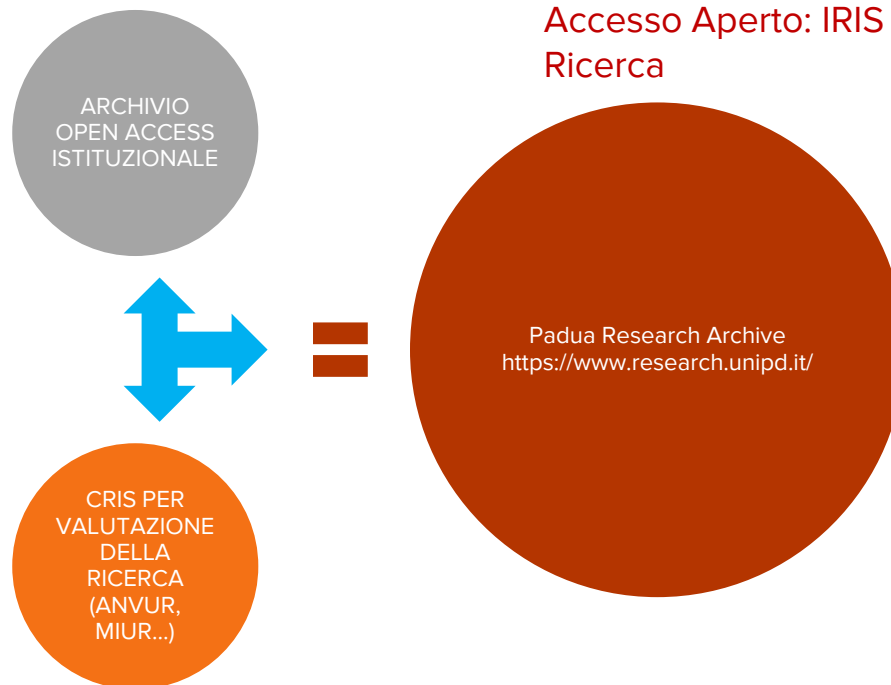 Accesso Aperto: IRIS
Ricerca
ARCHIVIO
OPEN ACCESS
ISTITUZIONALE
Padua Research Archive
https://www.research.unipd.it/
CRIS PER
VALUTAZIONE
DELLA
RICERCA
(ANVUR,
MIUR...)